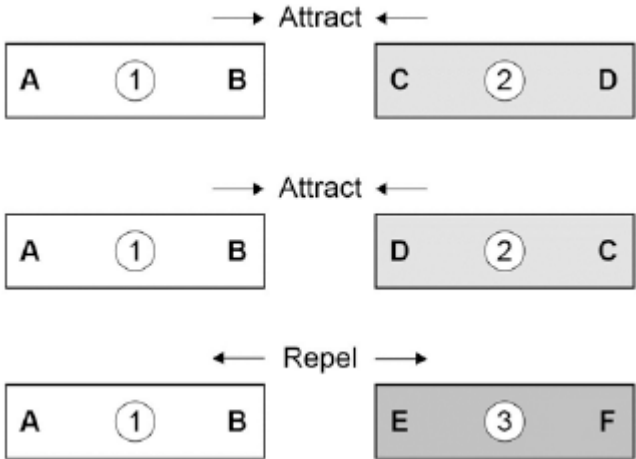 Attract
A 1 B C 2 D
Attract
A 1 B D 2 C
Repel
A 1 B E 3 F